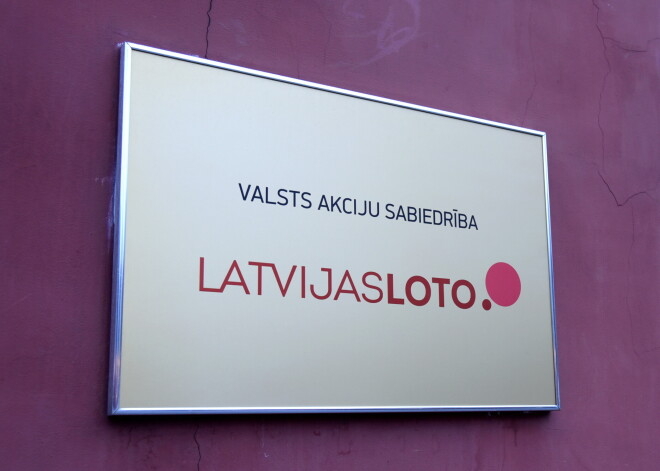 VALSTS AKCIJU SABIEDRĪBA
LATVIJASLOTO.